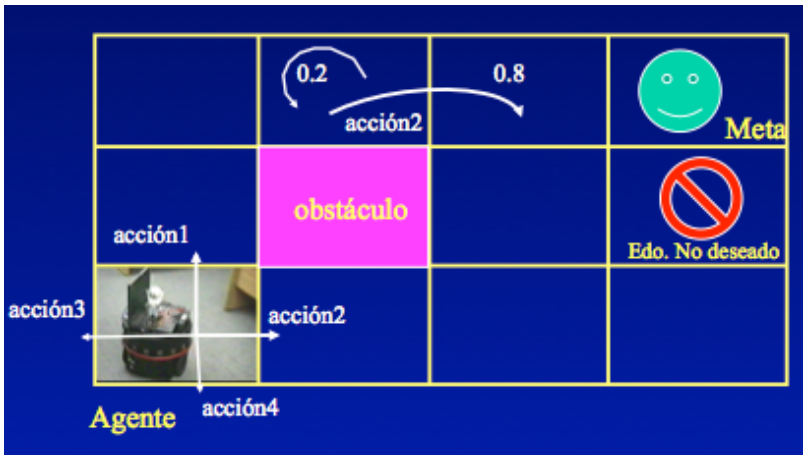 0.2
0.8
acción2
Meta
obstáculo
acción1
Edo. No deseado
acción3
acción2
acción4
Agente